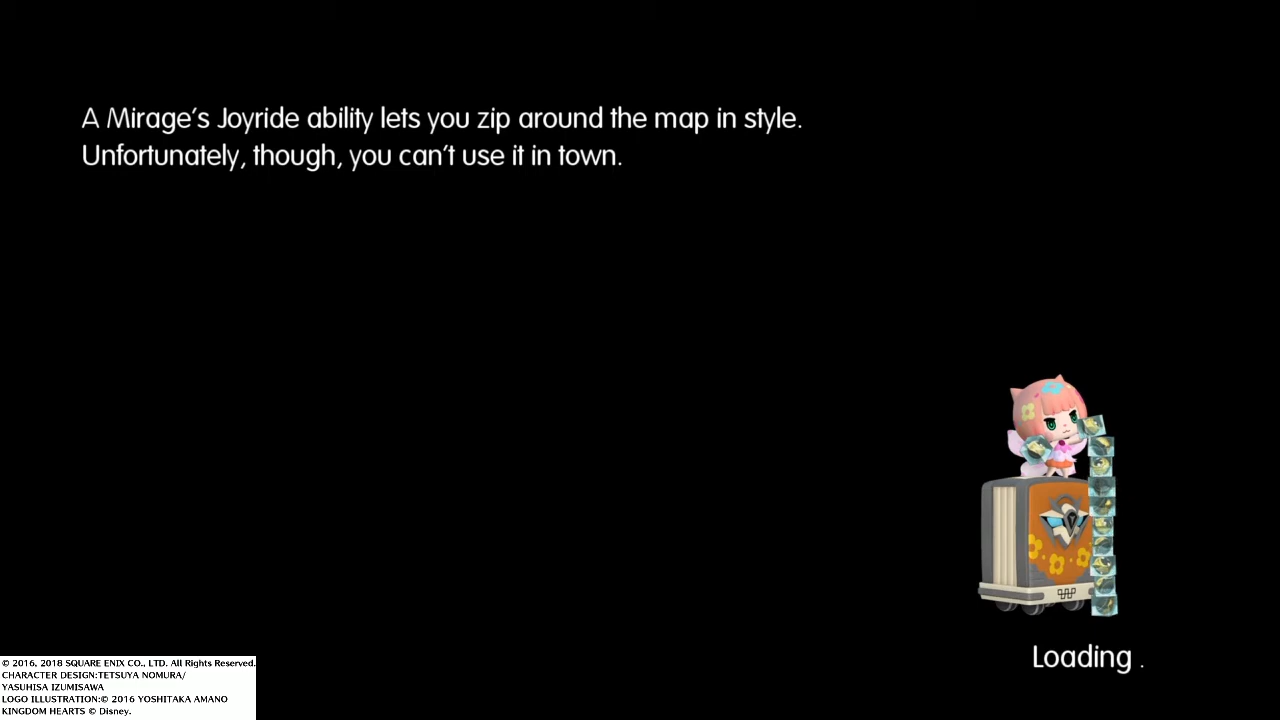 A Mirage's Joyride ability lets you zip around the map in style.
Unfortunately, though, you can't use it in town.
Loading .
© 2016, 2018 SQUARE ENIX CO., LTD. All Rights Reserved.
CHARACTER DESIGN:TETSUYA NOMURA/
YASUHISA IZUMISAWA
LOGO ILLUSTRATION:© 2016 YOSHITAKA AMANO
KINGDOM HEARTS © Disney.